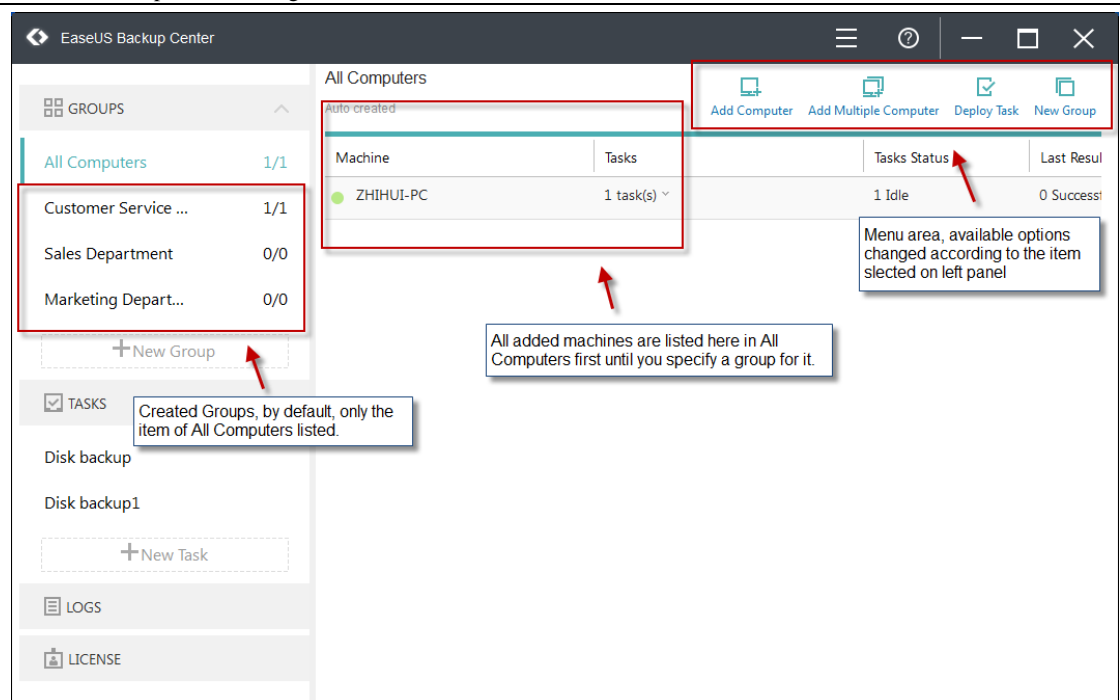 EaseUS Backup Center
All Computers
Auto created
Add Computer
Add Multiple Computer
Deploy Task
New Group
GROUPS
All Computers 1/1
Customer Service ... 1/1
Sales Department 0/0
Marketing Depart... 0/0
New Group
Machine Tasks Tasks Status Last Resul
ZHIHUI-PC 1 task(s) 1 Idle 0 Success
Menu area, available options
changed according to the item
slected on left panel
All added machines are listed here in All
Computers first until you specify a group for it.
TASKS
Created Groups, by default, only the
item of All Computers listed.
Disk backup
Disk backup1
New Task
LOGS
LICENSE